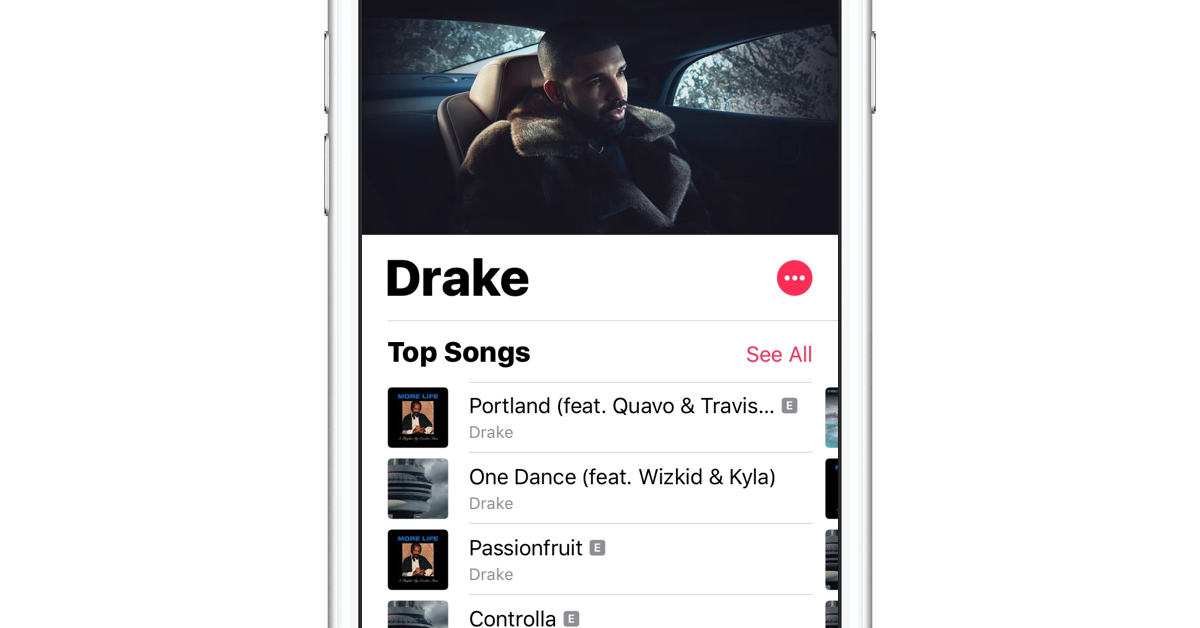 Drake
Top Songs
See All
MORE LIFE
Portland (feat. Quavo & Travis... E
Drake
One Dance (feat. Wizkid & Kyla)
Drake
MORE LIFE
Passionfruit E
Drake
Controlla E